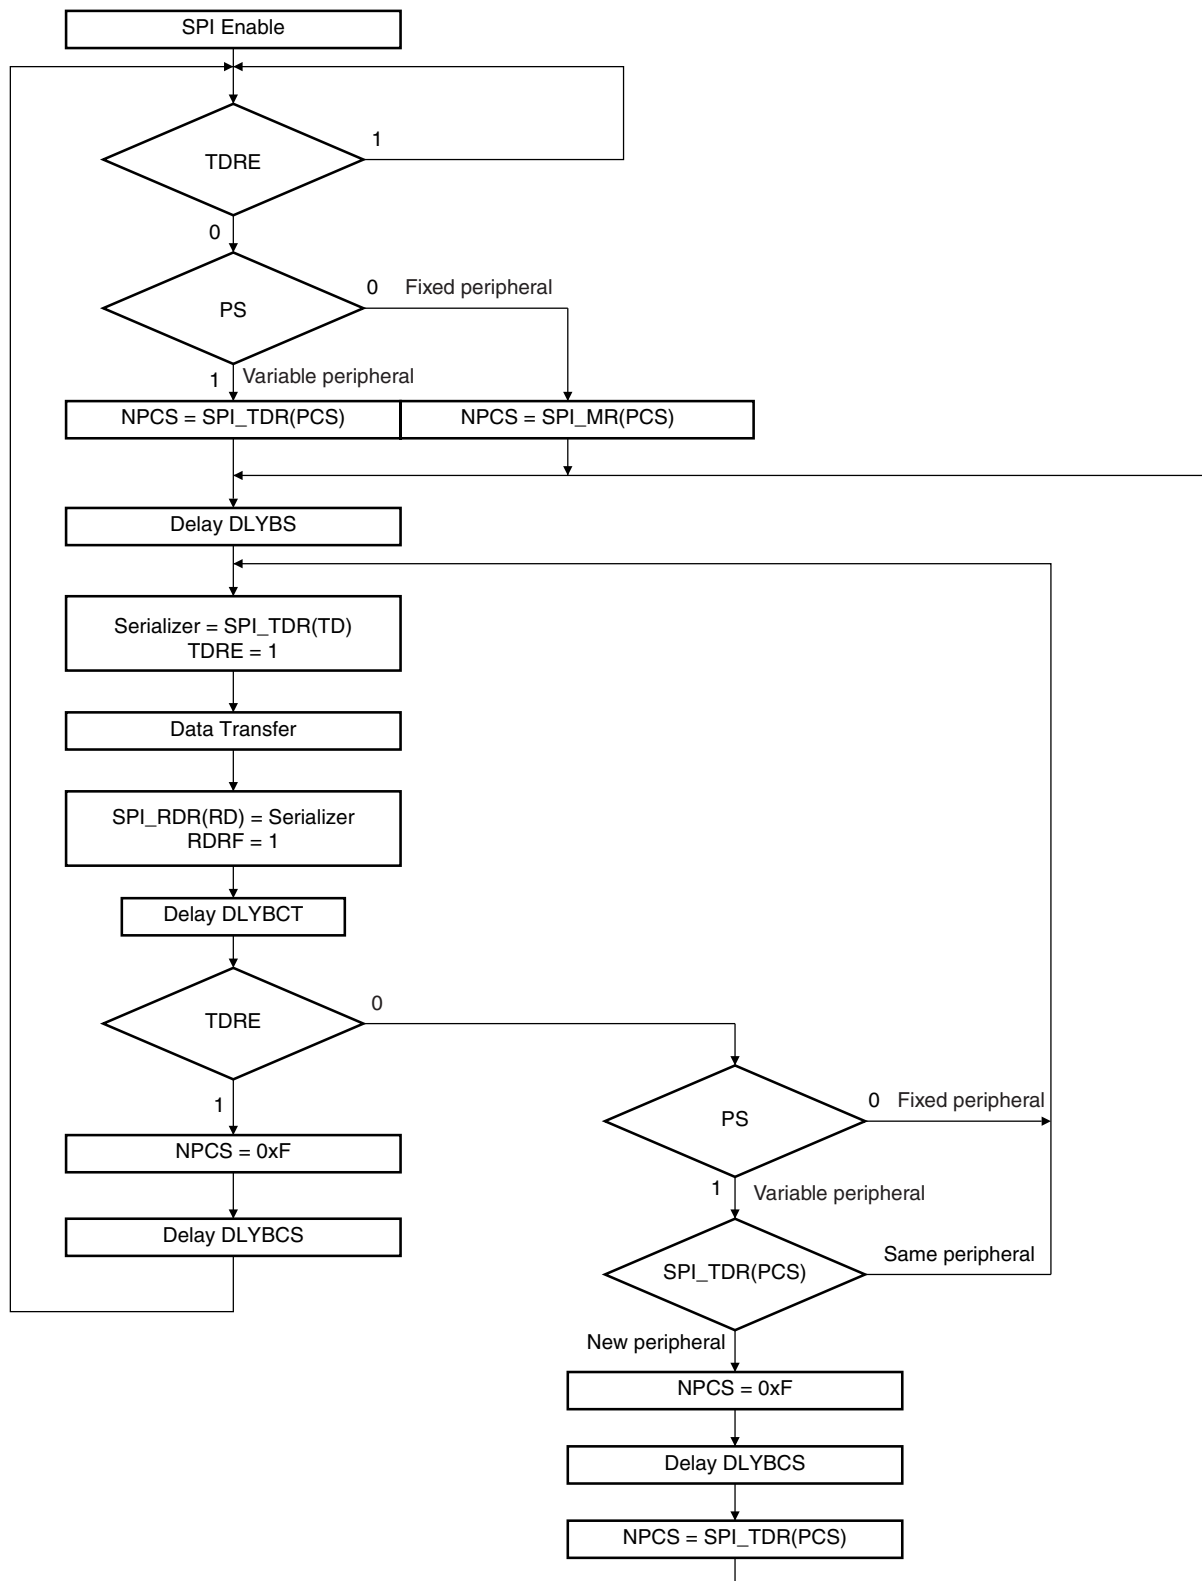 SPI Enable
TDRE
1
0
PS
0 Fixed peripheral
1 Variable peripheral
NPCS = SPI_TDR(PCS)
NPCS = SPI_MR(PCS)
Delay DLYBS
Serializer = SPI_TDR(TD)
TDRE = 1
Data Transfer
SPI_RDR(RD) = Serializer
RDRF = 1
Delay DLYBCT
TDRE
0
1
NPCS = 0xF
Delay DLYBCS
PS
0 Fixed peripheral
1 Variable peripheral
SPI_TDR(PCS)
Same peripheral
New peripheral
NPCS = 0xF
Delay DLYBCS
NPCS = SPI_TDR(PCS)